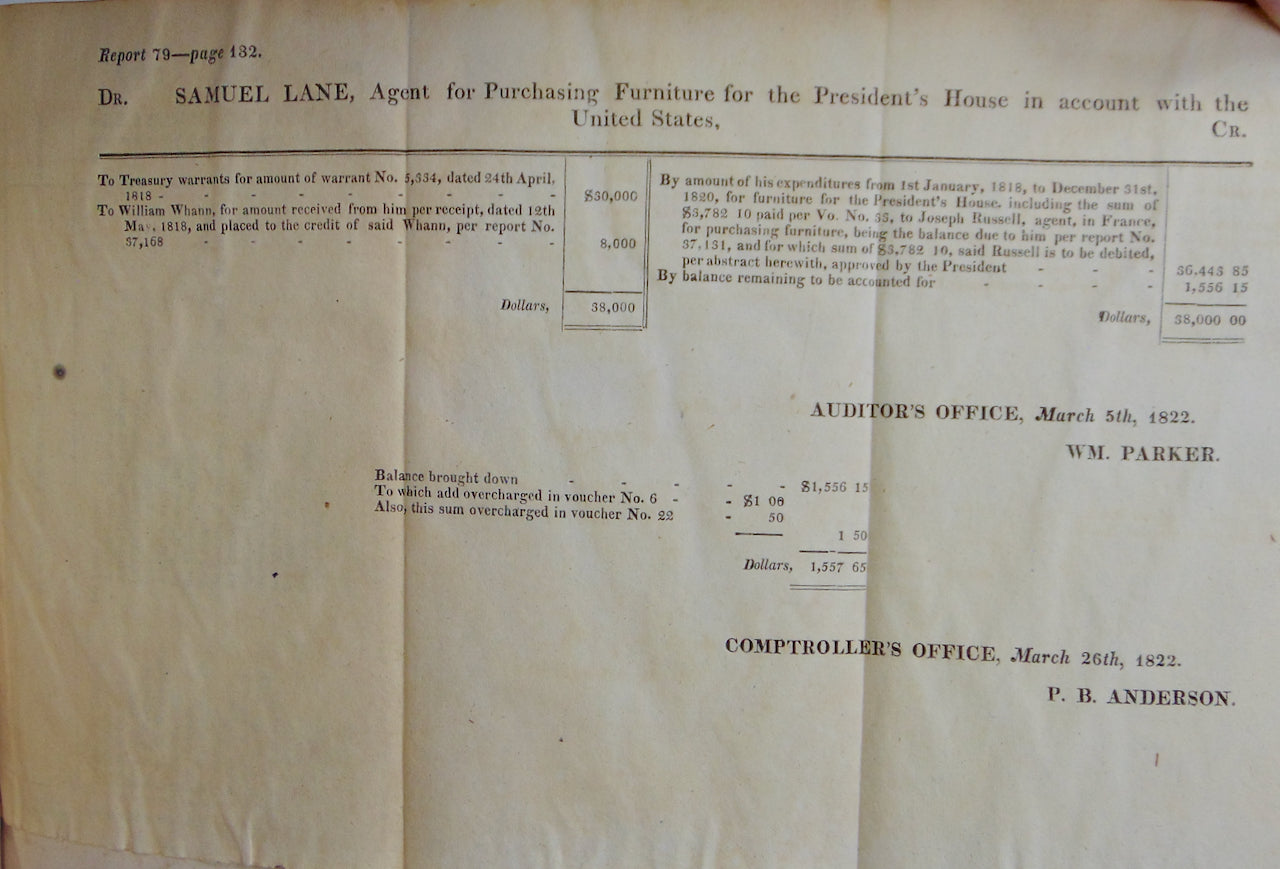 Report 79—page 132.
DR. SAMUEL LANE, Agent for Purchasing Furniture for the President's House in account with the
United States,
CR.
To Treasury warrants for amount of warrant No. 5,334, dated 24th April,
1818 - - - - - - - - - $30,000
To William Whann, for amount received from him per receipt, dated 12th
May, 1818, and placed to the credit of said Whann, per report No.
37,168 - - - - - - - - - 8,000
Dollars, 38,000
By amount of his expenditures from 1st January, 1818, to December 31st,
1820, for furniture for the President's House, including the sum of
$3,782 10 paid per Vo. No. 33, to Joseph Russell, agent, in France,
for purchasing furniture, being the balance due to him per report No.
37,131, and for which sum of $3,782 10, said Russell is to be debited,
per abstract herewith, approved by the President - - - 36.443 85
By balance remaining to be accounted for - - - - 1,556 15
Dollars, 38,000 00
AUDITOR'S OFFICE, March 5th, 1822.
WM. PARKER.
Balance brought down - - - - - $1,556 15
To which add overcharged in voucher No. 6 - - $1 00
Also, this sum overcharged in voucher No. 22 - 50
1 50
Dollars, 1,557 65
COMPTROLLER'S OFFICE, March 26th, 1822.
P. B. ANDERSON.